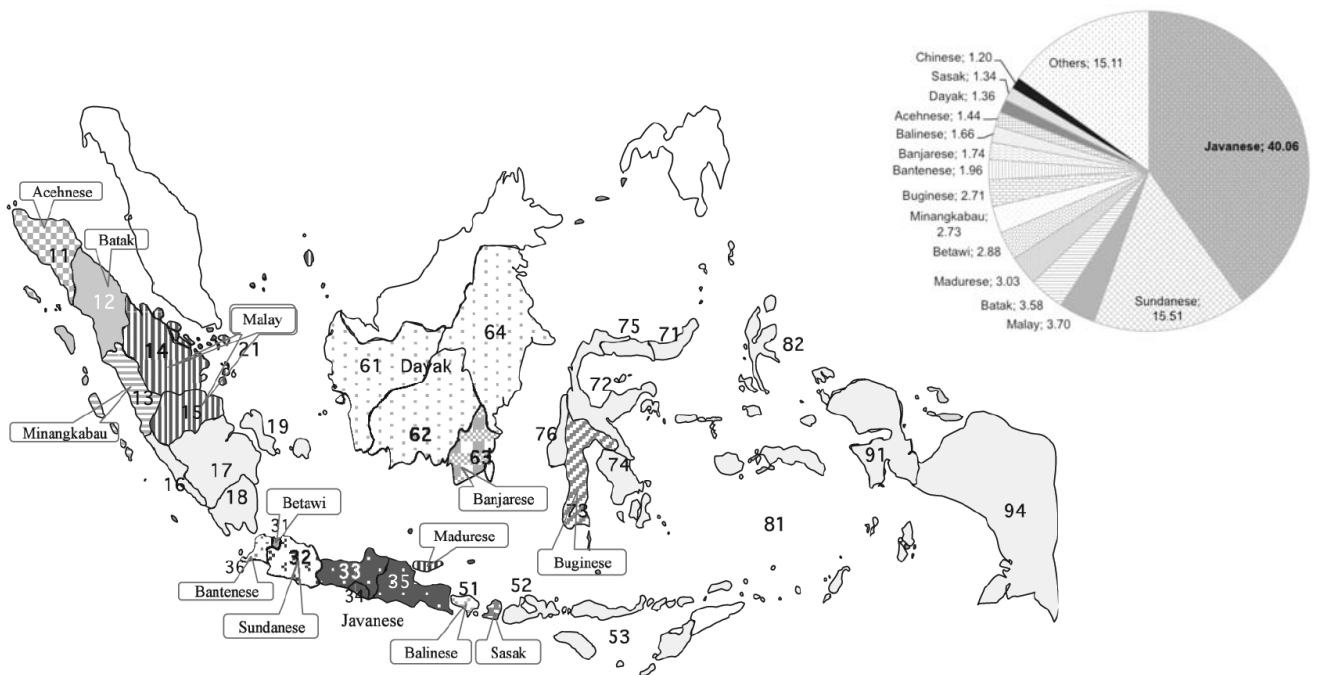 Chinese; 1.20
Sasak; 1.34
Dayak; 1.36
Acehnese; 1.44
Balinese; 1.66
Banjarese; 1.74
Bantenese; 1.96
Buginese; 2.71
Minangkabau;
2.73
Betawi; 2.88
Madurese; 3.03
Batak; 3.58
Malay; 3.70
Others; 15.11
Javanese; 40.06
Sundanese;
15.51
Acehnese
11
Batak
12
Malay
14
21
13
15
Minangkabau
19
17
16
18
61
Dayak
64
62
63
Banjarese
75
71
72
76
74
73
Buginese
82
91
94
81
31
Betawi
36
32
Bantenese
Sundanese
33
34
35
Javanese
Madurese
51
52
Balinese
Sasak
53